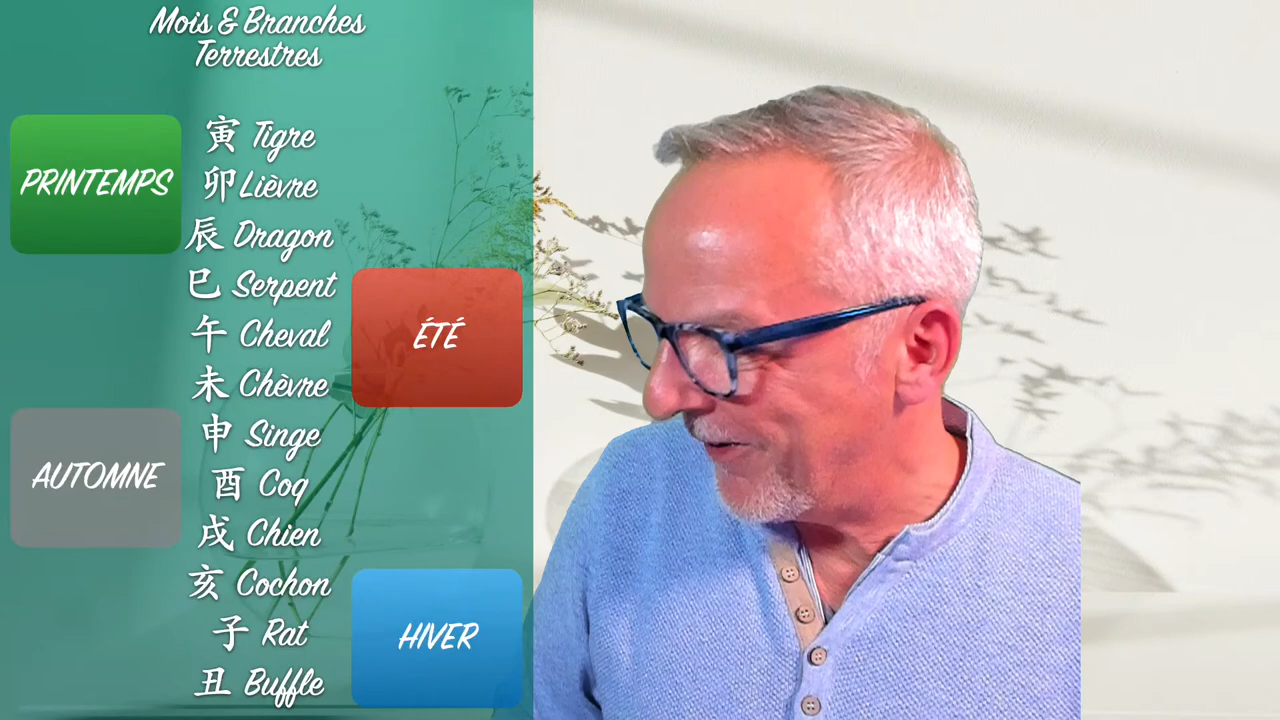 Mois & Branches
Terrestres
寅 Tigre
PRINTEMPS
卯 Lièvre
辰 Dragon
巳 Serpent
午 Cheval
ÉTÉ
未 Chèvre
申 Singe
AUTOMNE
酉 Coq
戌 Chien
亥 Cochon
子 Rat
HIVER
丑 Buffle